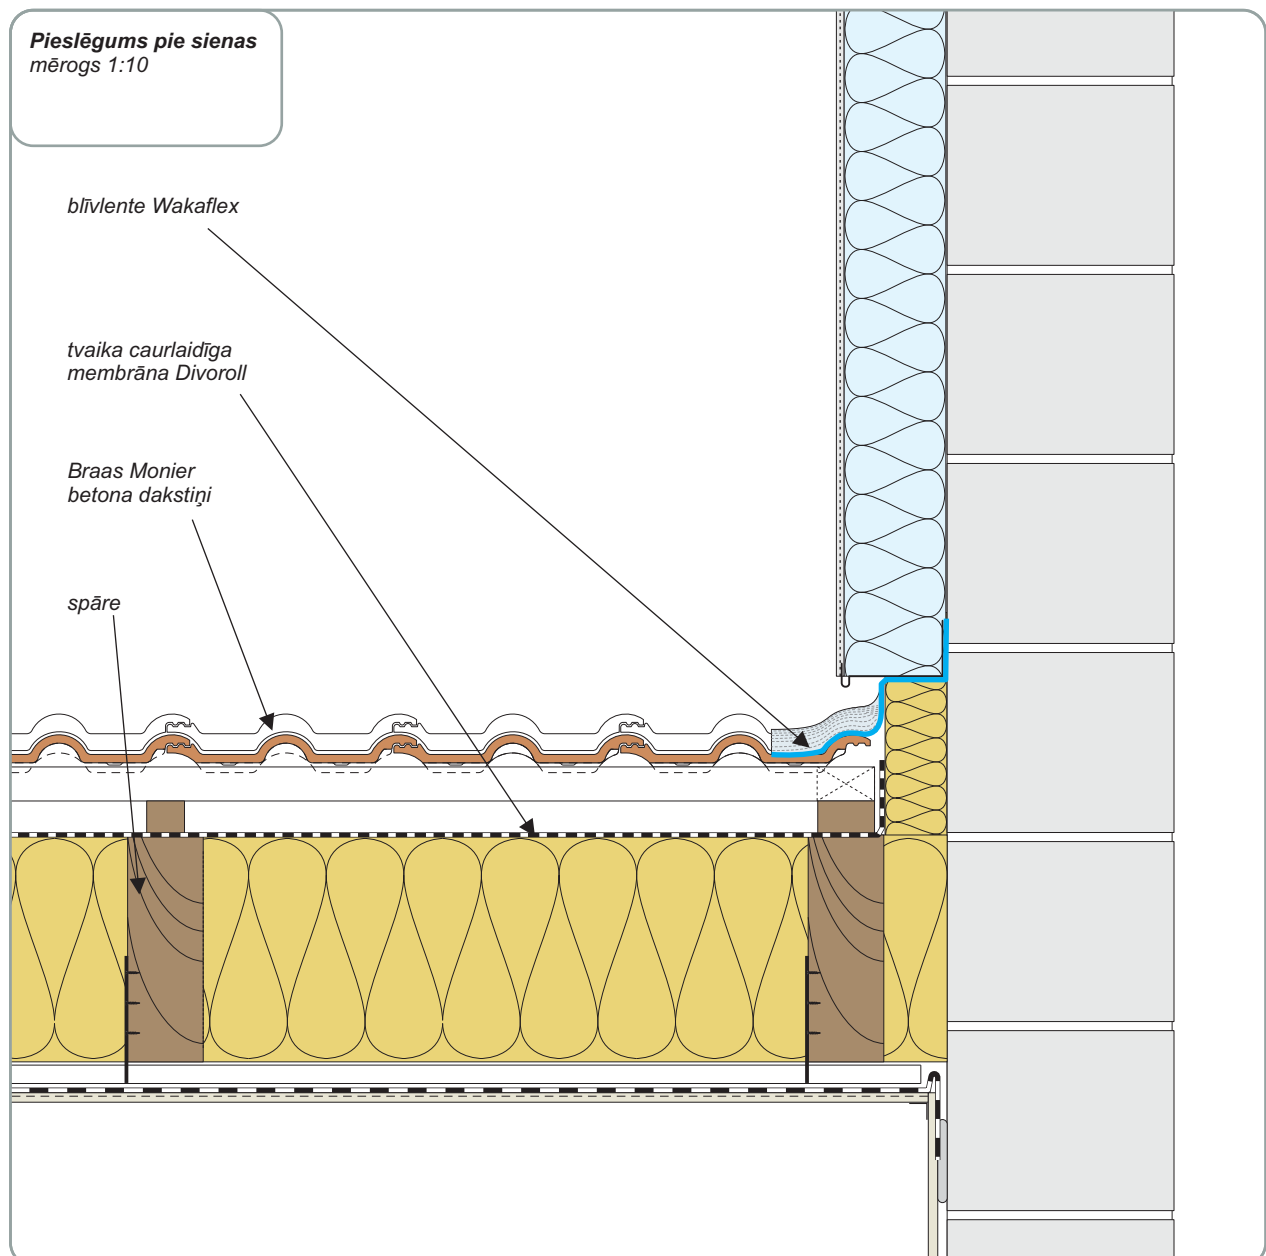 Pieslēgums pie sienas
mērogs 1:10
blīvlente Wakaflex
tvaika caurlaidīga
membrāna Divoroll
Braas Monier
betona dakstiņi
spāre